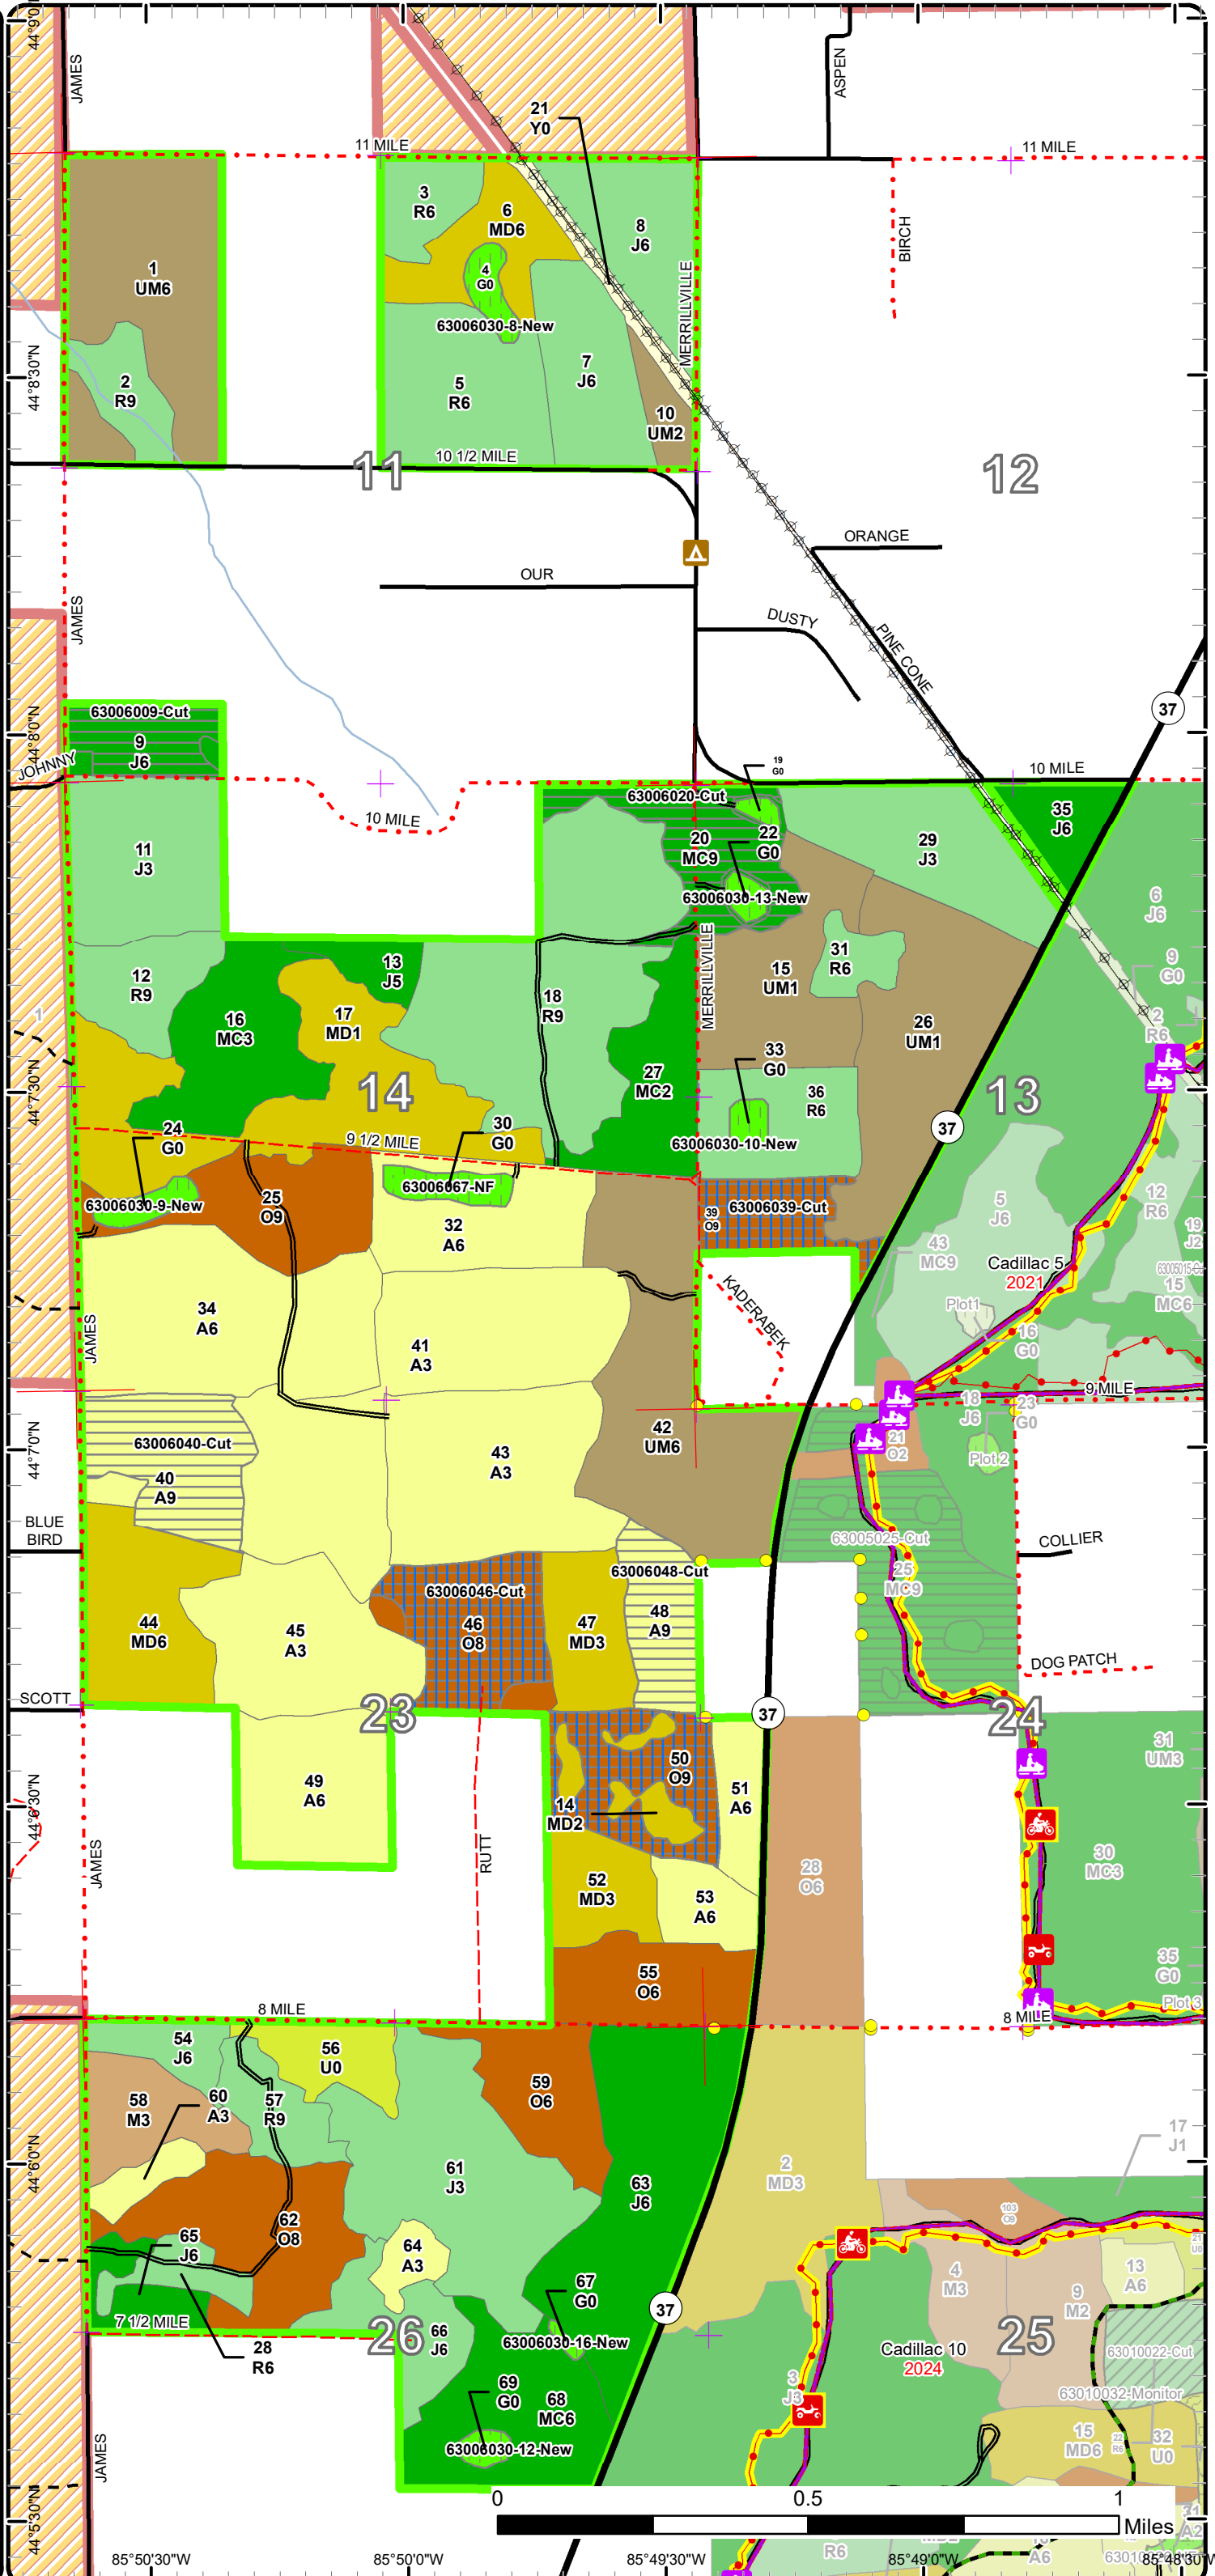 44°9'0"N
JAMES
ASPEN
21
Y0
11 MILE
11 MILE
3
R6
6
MD6
8
J6
BIRCH
1
UM6
4
G0
MERRILLVILLE
63006030-8-New
44°8'30"N
2
R9
5
R6
7
J6
10
UM2
10 1/2 MILE
11
12
ORANGE
OUR
JAMES
DUSTY
PINE CONE
37
63006009-Cut
44°8'0"N
9
J6
JOHNNY
19
G0
10 MILE
63006020-Cut
35
J6
10 MILE
11
J3
20
MC9
22
G0
29
J3
63006030-13-New
6
J6
12
R9
13
J5
MERRILLVILLE
31
R6
15
UM1
9
G0
18
R9
17
MD1
16
MC3
1
26
UM1
2
R6
33
G0
27
MC2
36
R6
14
13
44°7'30"N
37
24
G0
30
G0
9 1/2 MILE
63006030-10-New
63006067-NF
63006030-9-New
25
O9
63006039-Cut
39
O9
32
A6
5
J6
12
R6
19
J2
43
MC9
Cadillac 5
2021
KADERABEK
15
MC6
Plot1
34
A6
JAMES
41
A3
16
G0
9 MILE
18
J6
23
G0
63006040-Cut
42
UM6
21
O2
44°7'0"N
43
A3
Plot 2
40
A9
BLUE
BIRD
63005025-Cut
COLLIER
63006048-Cut
63006046-Cut
25
MC9
48
A9
44
MD6
45
A3
46
O8
47
MD3
DOG PATCH
SCOTT
23
37
24
31
UM3
50
O9
49
A6
51
A6
14
MD2
44°6'30"N
RUTT
JAMES
30
MC3
28
O6
52
MD3
53
A6
35
G0
55
O6
Plot 3
8 MILE
8 MILE
54
J6
56
U0
59
O6
58
M3
60
A3
57
R9
17
J1
44°6'0"N
61
J3
2
MD3
63
J6
103
O9
62
O8
65
J6
64
A3
4
M3
13
A6
9
M2
67
G0
37
7 1/2 MILE
26
66
J6
63006030-16-New
25
28
R6
Cadillac 10
2024
63010022-Cut
69
G0
3
J3
63010032-Monitor
68
MC6
JAMES
63006030-12-New
15
MD6
22
R6
32
U0
0
0.5
1
Miles
44°5'30"N
R6
A6
85°50'30"W
85°50'0"W
85°49'30"W
85°49'0"W
85°48'30"W